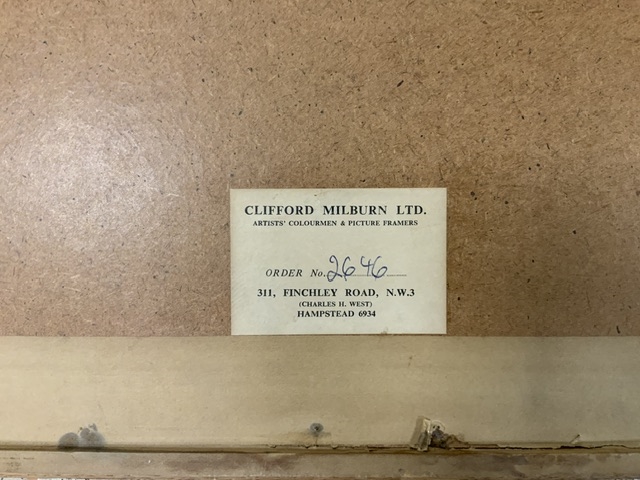 CLIFFORD MILBURN LTD.
ARTISTS' COLOURMEN & PICTURE FRAMERS
ORDER No. 2646
311, FINCHLEY ROAD, N.W.3
(CHARLES H. WEST)
HAMPSTEAD 6934